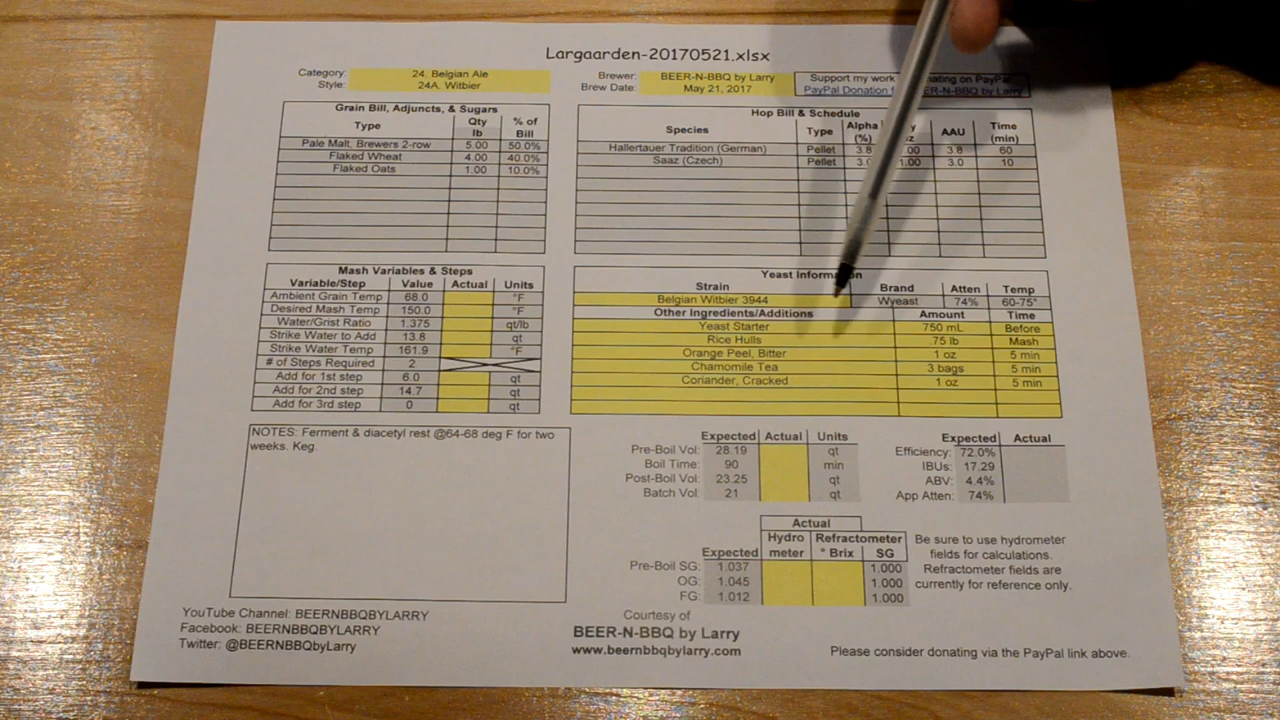 Largaarden-20170521.xlsx
Category: 24. Belgian Ale
Style: 24A. Witbier
Brewer: BEER-N-BBQ by Larry
Brew Date: May 21, 2017
Support my work ating on PayPal
PayPal Donation ER-N-BBQ by Larry
Grain Bill, Adjuncts, & Sugars
Type Qty lb % of Bill
Pale Malt, Brewers 2-row 5.00 50.0%
Flaked Wheat 4.00 40.0%
Flaked Oats 1.00 10.0%
Hop Bill & Schedule
Species Type Alpha (%) AAU Time (min)
Hallertauer Tradition (German) Pellet 3.8 .00 3.8 60
Saaz (Czech) Pellet 3.0 1.00 3.0 10
Mash Variables & Steps
Variable/Step Value Actual Units
Ambient Grain Temp 68.0 °F
Desired Mash Temp 150.0 °F
Water/Grist Ratio 1.375 qt/lb
Strike Water to Add 13.8 qt
Strike Water Temp 161.9 °F
# of Steps Required 2
Add for 1st step 6.0 qt
Add for 2nd step 14.7 qt
Add for 3rd step 0 qt
Yeast Information
Strain Brand Atten Temp
Belgian Witbier 3944 Wyeast 74% 60-75°
Other Ingredients/Additions Amount Time
Yeast Starter 750 mL Before
Rice Hulls .75 lb Mash
Orange Peel, Bitter 1 oz 5 min
Chamomile Tea 3 bags 5 min
Coriander, Cracked 1 oz 5 min
NOTES: Ferment & diacetyl rest @64-68 deg F for two
weeks. Keg.
Expected Actual Units
Pre-Boil Vol: 28.19 qt
Boil Time: 90 min
Post-Boil Vol: 23.25 qt
Batch Vol: 21 qt
Expected Actual
Efficiency: 72.0%
IBUs: 17.29
ABV: 4.4%
App Atten: 74%
Actual
Hydro meter Refractometer
Expected ° Brix SG
Pre-Boil SG: 1.037 1.000
OG: 1.045 1.000
FG: 1.012 1.000
Be sure to use hydrometer
fields for calculations.
Refractometer fields are
currently for reference only.
YouTube Channel: BEERNBBQBYLARRY
Facebook: BEERNBBQBYLARRY
Twitter: @BEERNBBQbyLarry
Courtesy of
BEER-N-BBQ by Larry
www.beernbbqbylarry.com
Please consider donating via the PayPal link above.